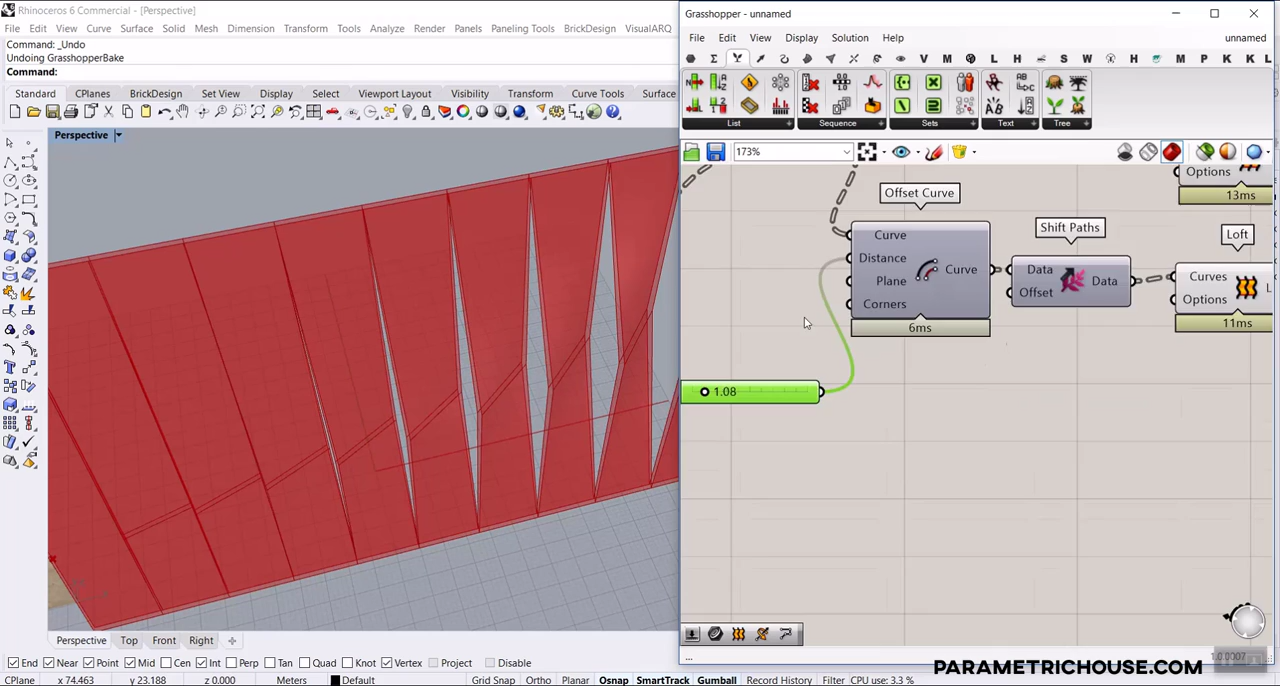 Rhinoceros 6 Commercial - [Perspective]
File Edit View Curve Surface Solid Mesh Dimension Transform Tools Analyze Render Panels Paneling Tools BrickDesign VisualARQ
Command: _Undo
Undoing GrasshopperBake
Command:
Standard CPlanes BrickDesign Set View Display Select Viewport Layout Visibility Transform Curve Tools Surface
Perspective
Perspective Top Front Right
End Near Point Mid Cen Int Perp Tan Quad Knot Vertex Project Disable
CPlane x 74.463 y 23.188 z 0.000 Meters Default Grid Snap Ortho Planar Osnap SmartTrack Gumball Record History Filter CPU use: 3.3 %
Grasshopper - unnamed
File Edit View Display Solution Help unnamed
V M L H S W H M P K K L
List Sequence Sets Text Tree
173%
Options
13ms
Offset Curve
Curve
Distance
Plane
Corners
Curve
6ms
Shift Paths
Data
Offset
Data
Loft
Curves
Options
L
11ms
1.08
...
1.0.0007
PARAMETRICHOUSE.COM